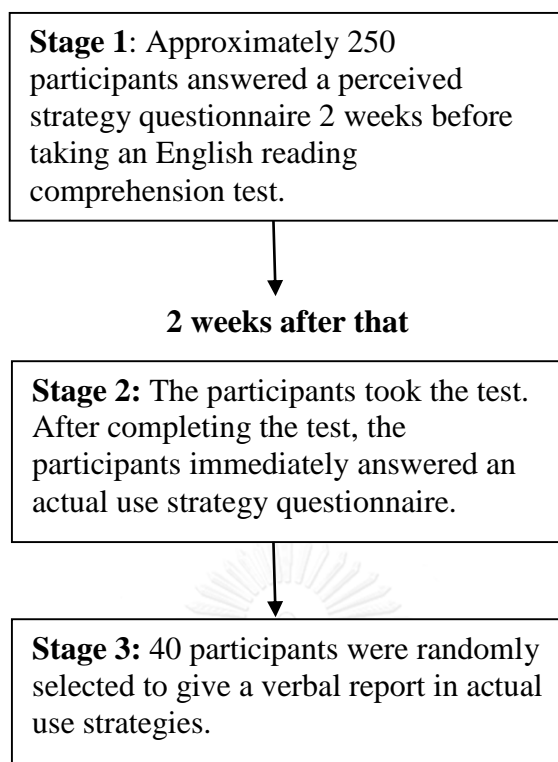 Stage 1: Approximately 250
participants answered a perceived
strategy questionnaire 2 weeks before
taking an English reading
comprehension test.
2 weeks after that
Stage 2: The participants took the test.
After completing the test, the
participants immediately answered an
actual use strategy questionnaire.
Stage 3: 40 participants were randomly
selected to give a verbal report in actual
use strategies.